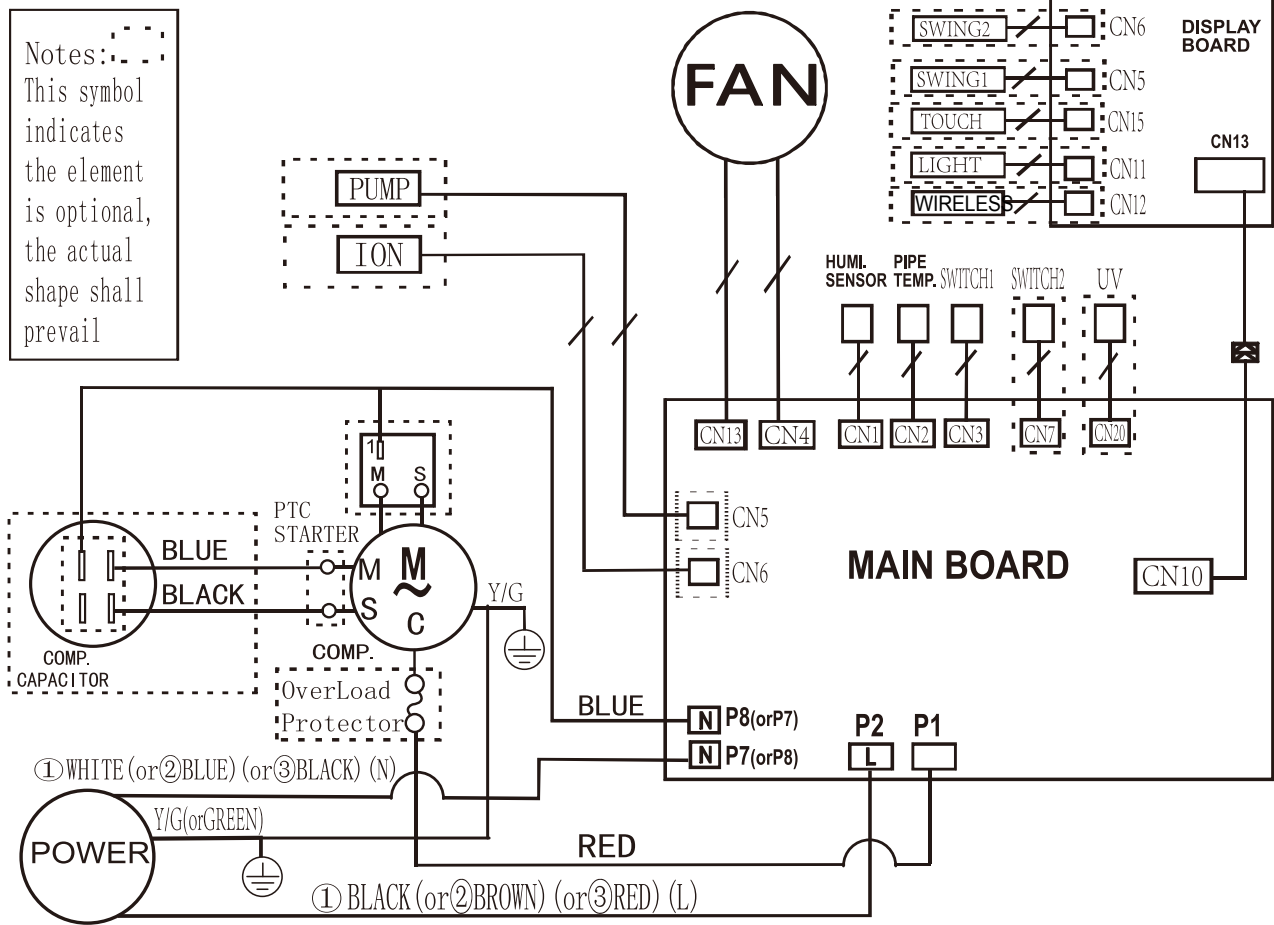 Notes:
This symbol
indicates
the element
is optional,
the actual
shape shall
prevail
FAN
SWING2
CN6
SWING1
CN5
TOUCH
CN15
LIGHT
CN11
WIRELESS
CN12
DISPLAY
BOARD
CN13
PUMP
ION
HUMI.
SENSOR
PIPE
TEMP.
SWITCH1
SWITCH2
UV
CN13
CN4
CN1
CN2
CN3
CN7
CN20
CN5
CN6
MAIN BOARD
CN10
1
M
S
PTC
STARTER
BLUE
BLACK
M
S
M
~
C
Y/G
COMP.
COMP.
CAPACITOR
OverLoad
Protector
BLUE
N P8(orP7)
N P7(orP8)
P2
L
P1
①WHITE(or②BLUE)(or③BLACK)(N)
Y/G(orGREEN)
POWER
RED
①BLACK(or②BROWN)(or③RED)(L)